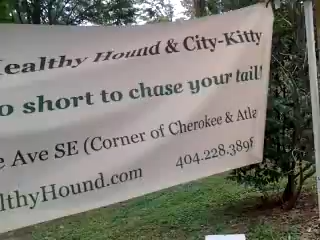 ealthy Hound & City-Kitty
o short to chase your tail!
e Ave SE (Corner of Cherokee & Atla
404.228.389
lthyHound.com